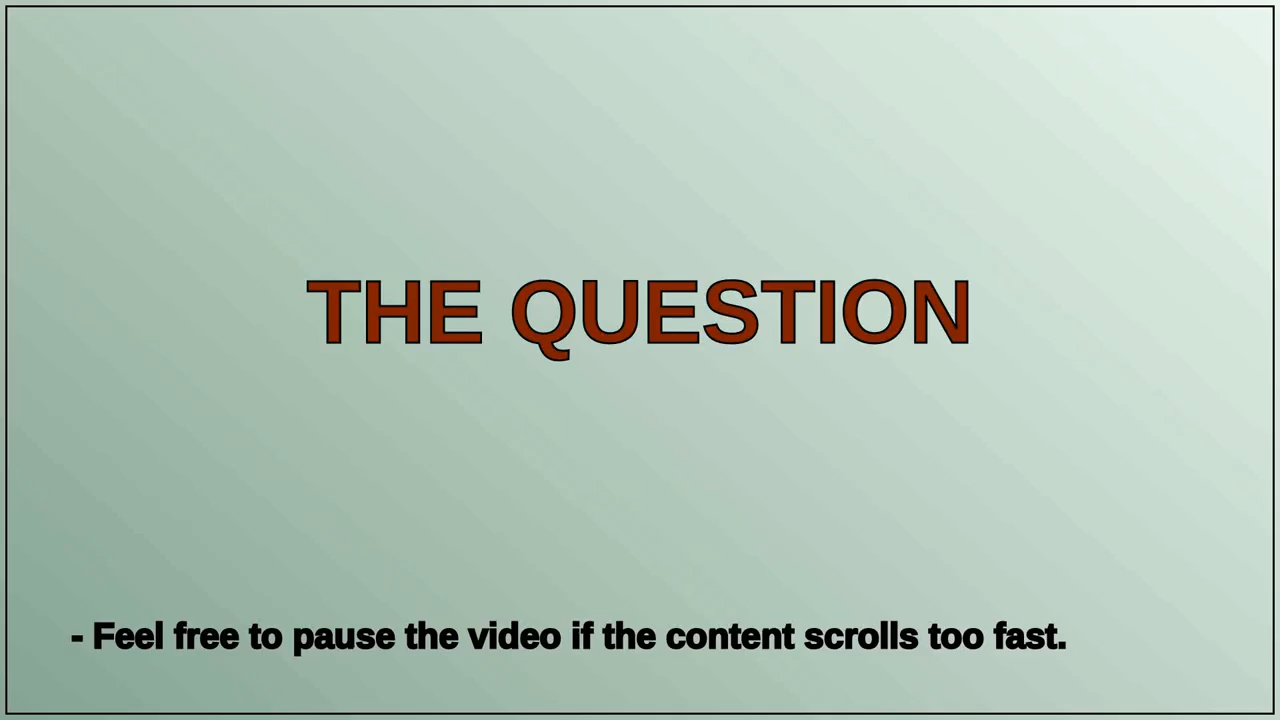 THE QUESTION
- Feel free to pause the video if the content scrolls too fast.